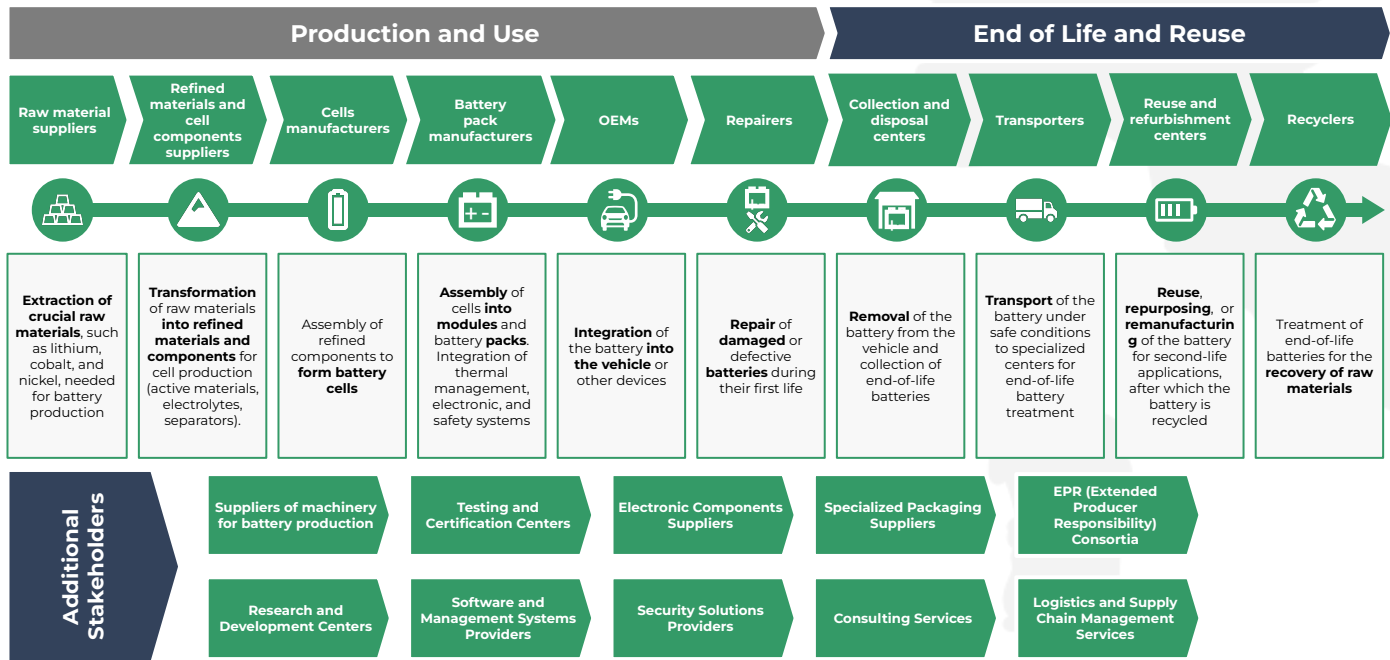 Production and Use
End of Life and Reuse
Raw material
suppliers
Refined
materials and
cell
components
suppliers
Cells
manufacturers
Battery
pack
manufacturers
OEMs
Repairers
Collection and
disposal
centers
Transporters
Reuse and
refurbishment
centers
Recyclers
Extraction of
crucial raw
materials, such
as lithium,
cobalt, and
nickel, needed
for battery
production
Transformation
of raw materials
into refined
materials and
components for
cell production
(active materials,
electrolytes,
separators).
Assembly of
refined
components to
form battery
cells
Assembly of
cells into
modules and
battery packs.
Integration of
thermal
management,
electronic, and
safety systems
Integration of
the battery into
the vehicle or
other devices
Repair of
damaged or
defective
batteries during
their first life
Removal of the
battery from the
vehicle and
collection of
end-of-life
batteries
Transport of the
battery under
safe conditions
to specialized
centers for
end-of-life
battery
treatment
Reuse,
repurposing, or
remanufacturin
g of the battery
for second-life
applications,
after which the
battery is
recycled
Treatment of
end-of-life
batteries for the
recovery of raw
materials
Additional
Stakeholders
Suppliers of machinery
for battery production
Testing and
Certification Centers
Electronic Components
Suppliers
Specialized Packaging
Suppliers
EPR (Extended
Producer
Responsibility)
Consortia
Research and
Development Centers
Software and
Management Systems
Providers
Security Solutions
Providers
Consulting Services
Logistics and Supply
Chain Management
Services